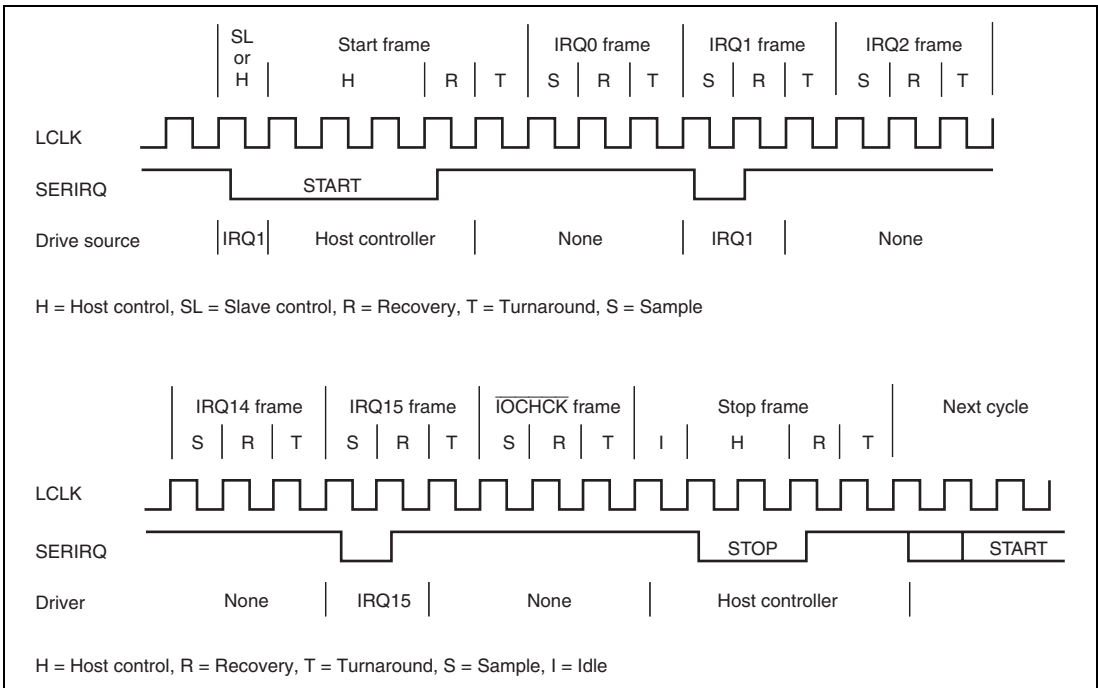 SL
or
H
Start frame
IRQ0 frame
IRQ1 frame
IRQ2 frame
H R T S R T S R T S R T
LCLK
SERIRQ
START
Drive source
IRQ1
Host controller
None
IRQ1
None
H = Host control, SL = Slave control, R = Recovery, T = Turnaround, S = Sample
IRQ14 frame
IRQ15 frame
I̅O̅C̅H̅C̅K̅ frame
Stop frame
Next cycle
S R T S R T S R T I H R T
LCLK
SERIRQ
STOP
START
Driver
None
IRQ15
None
Host controller
H = Host control, R = Recovery, T = Turnaround, S = Sample, I = Idle